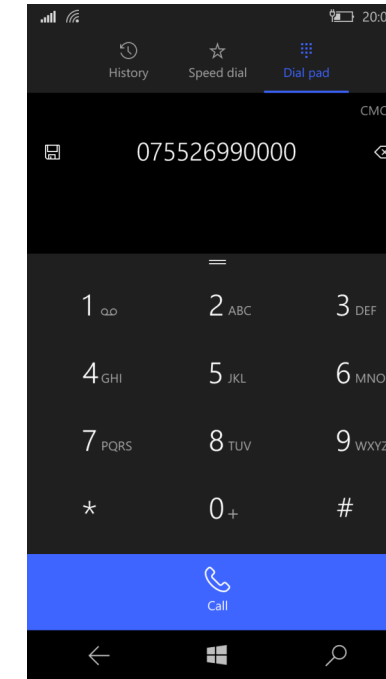 20:0
History Speed dial Dial pad
CMC
075526990000
1 2 ABC 3 DEF
4 GHI 5 JKL 6 MNO
7 PQRS 8 TUV 9 WXYZ
* 0 + #
Call